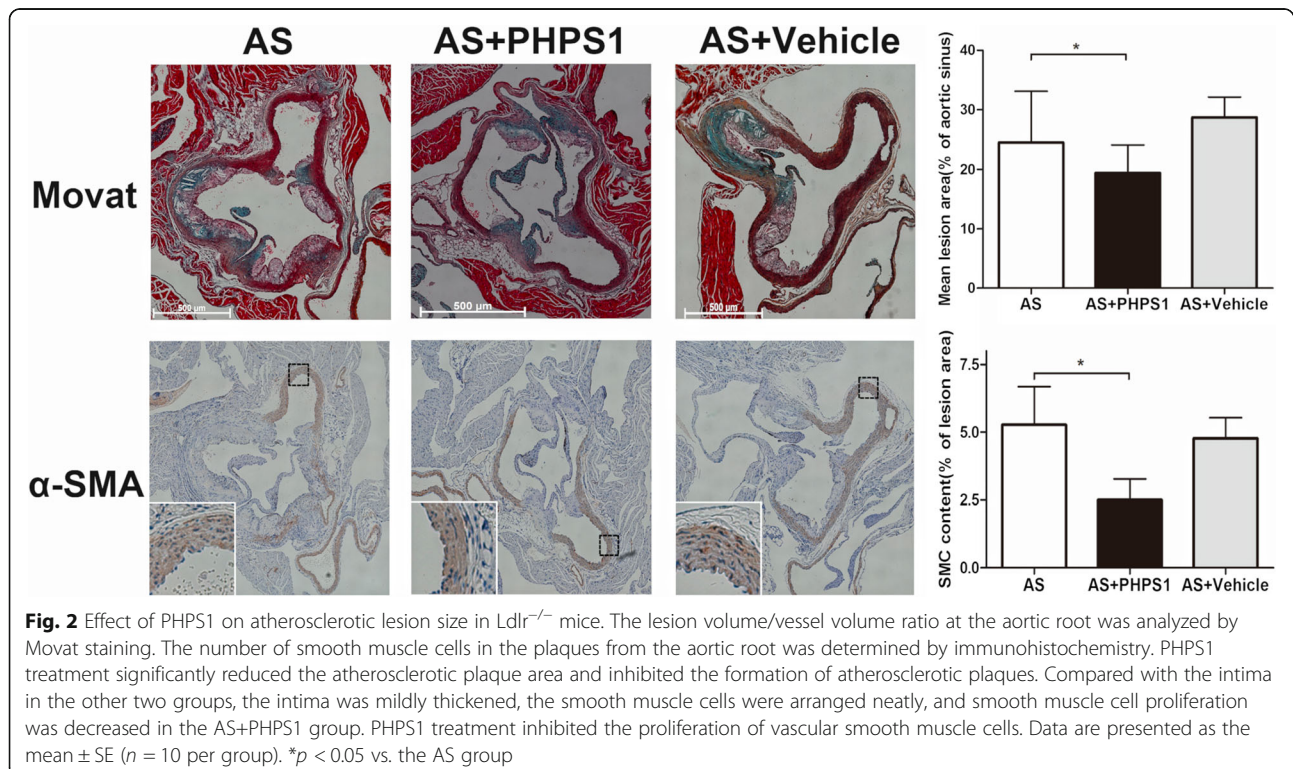 AS AS+PHPS1 AS+Vehicle
Movat
500 µm
500 µm
500 µm
Mean lesion area(% of aortic sinus)
40
30
20
10
0
*
AS AS+PHPS1 AS+Vehicle
α-SMA
SMC content(% of lesion area)
7.5
5.0
2.5
0.0
*
AS AS+PHPS1 AS+Vehicle
Fig. 2 Effect of PHPS1 on atherosclerotic lesion size in Ldlr−/− mice. The lesion volume/vessel volume ratio at the aortic root was analyzed by
Movat staining. The number of smooth muscle cells in the plaques from the aortic root was determined by immunohistochemistry. PHPS1
treatment significantly reduced the atherosclerotic plaque area and inhibited the formation of atherosclerotic plaques. Compared with the intima
in the other two groups, the intima was mildly thickened, the smooth muscle cells were arranged neatly, and smooth muscle cell proliferation
was decreased in the AS+PHPS1 group. PHPS1 treatment inhibited the proliferation of vascular smooth muscle cells. Data are presented as the
mean ± SE (n = 10 per group). *p < 0.05 vs. the AS group